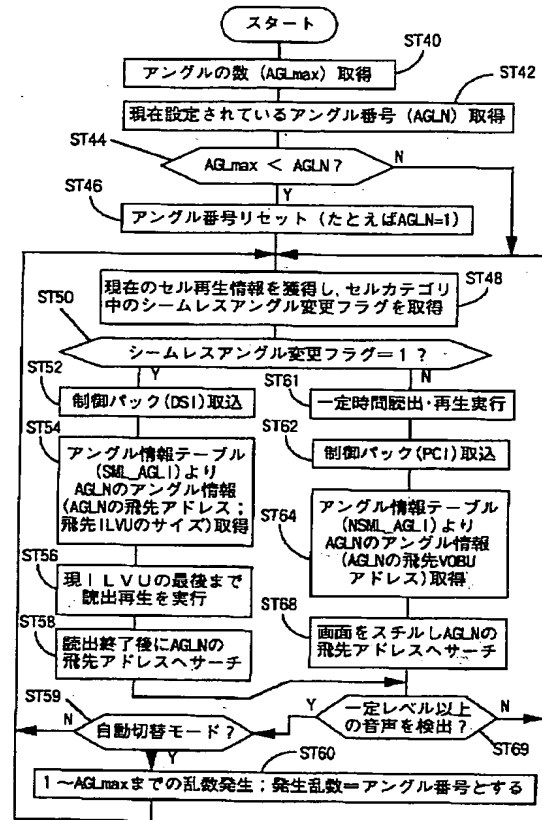 スタート
ST40
アングルの数 (AGLmax) 取得
ST42
現在設定されているアングル番号 (AGLN) 取得
ST44
AGLmax < AGLN?
N
Y
ST46
アングル番号リセット (たとえばAGLN=1)
現在のセル再生情報を獲得し、セルカテゴリ
中のシームレスアングル変更フラグを取得
ST48
ST50
シームレスアングル変更フラグ=1?
Y
N
ST52
制御パック(DSI)取込
ST54
アングル情報テーブル
(SML_AGLI)より
AGLNのアングル情報
(AGLNの飛先アドレス;
飛先ILVUのサイズ)取得
ST56
現ILVUの最後まで
読出再生を実行
ST58
読出終了後にAGLNの
飛先アドレスへサーチ
ST61
一定時間読出・再生実行
ST62
制御パック(PCI)取込
ST64
アングル情報テーブル
(NSML_AGLI)より
AGLNのアングル情報
(AGLNの飛先VOBU
アドレス)取得
ST68
画面をスチルしAGLNの
飛先アドレスへサーチ
一定レベル以上
の音声を検出?
Y
N
ST69
ST59
自動切替モード?
N
Y
ST60
1~AGLmaxまでの乱数発生;発生乱数=アングル番号とする